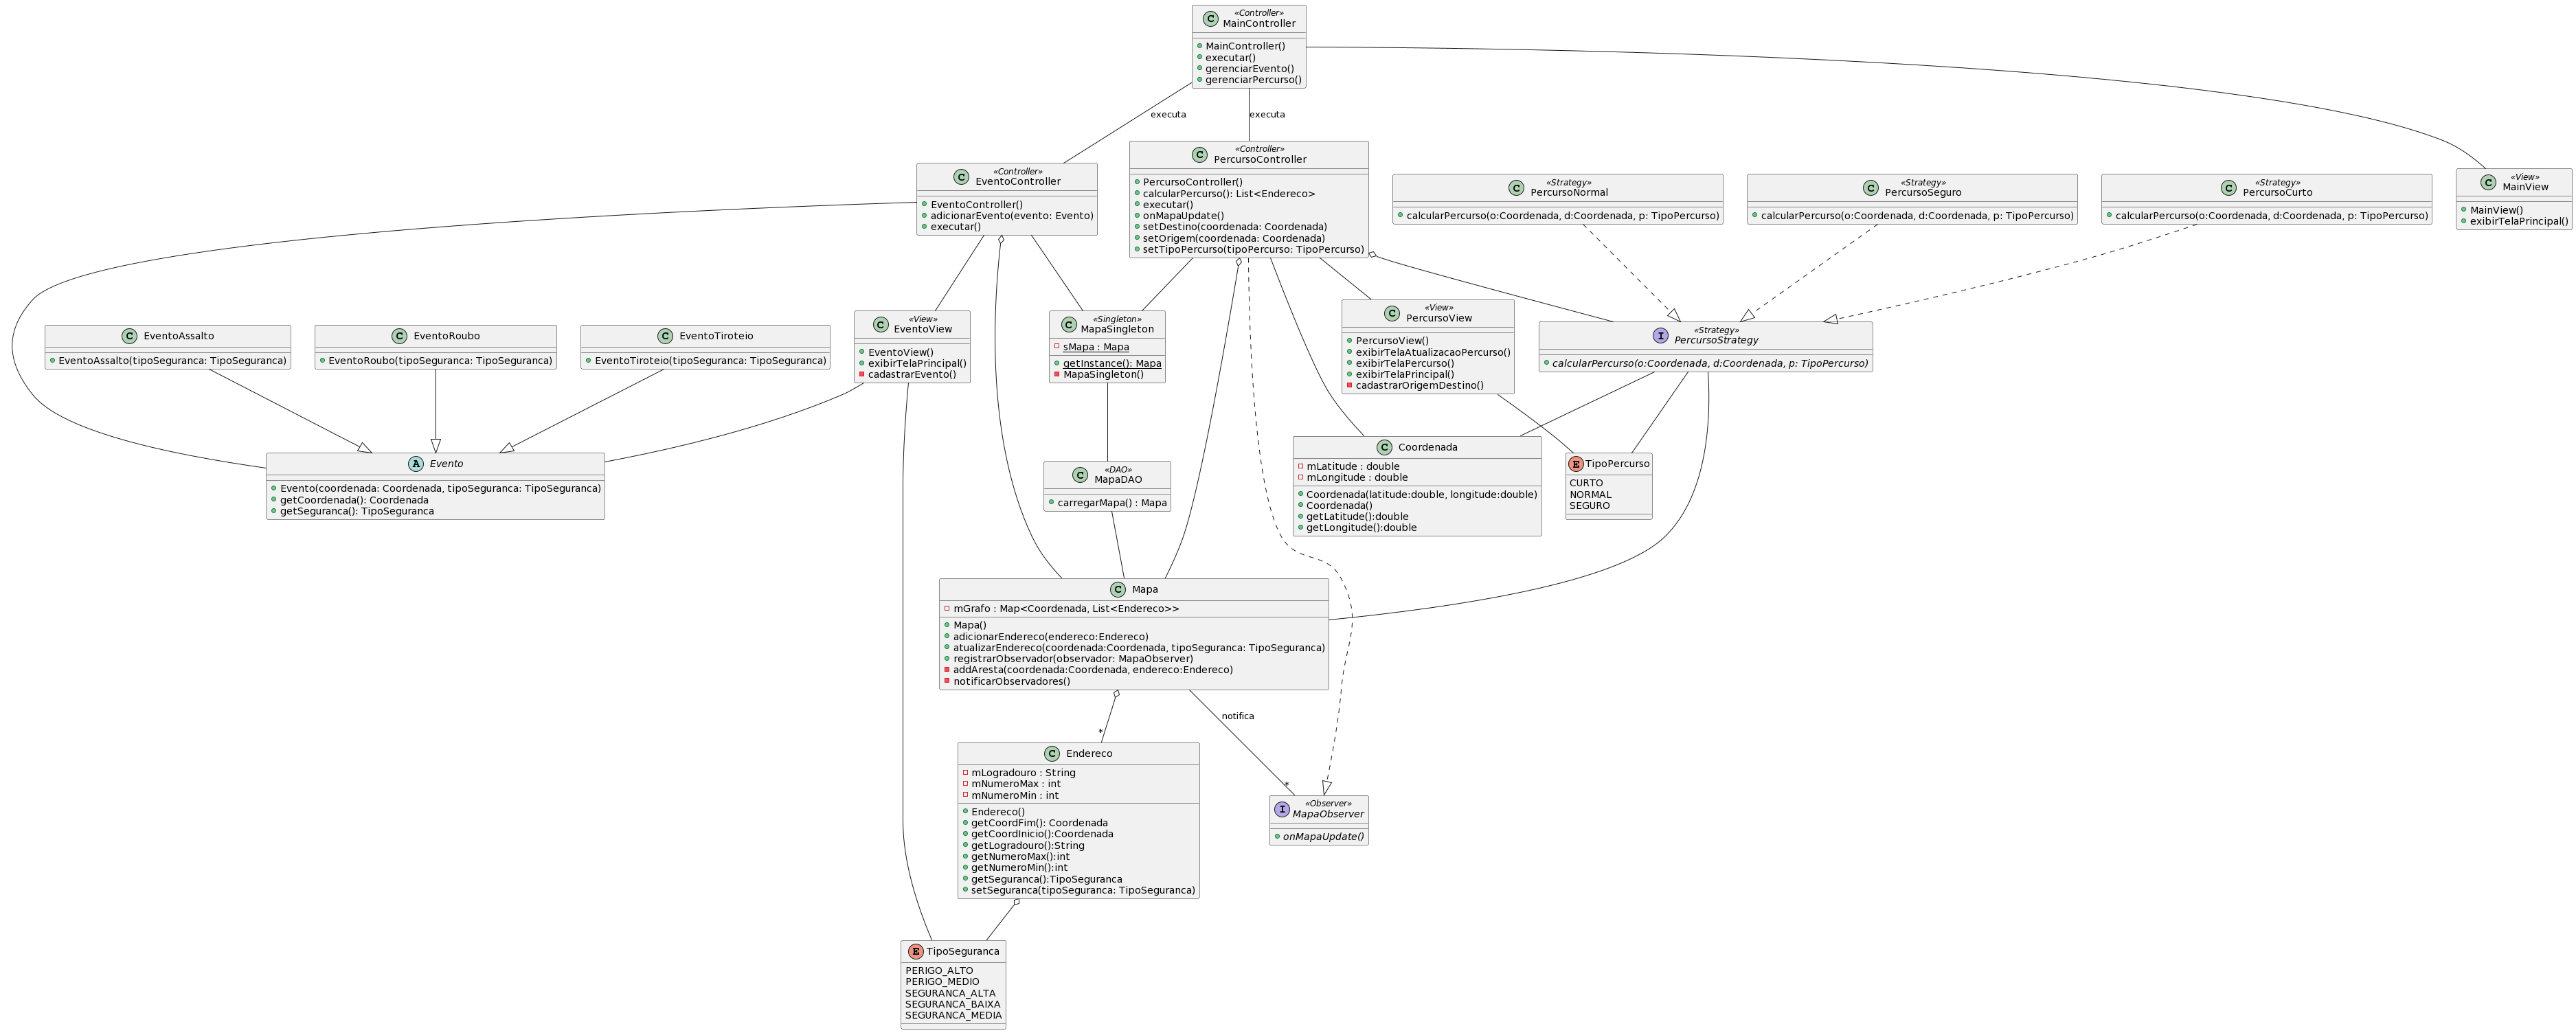 «Controller»
C MainController
MainController()
executar()
gerenciarEvento()
gerenciarPercurso()
executa
executa
«Controller»
C EventoController
EventoController()
adicionarEvento(evento: Evento)
executar()
«Controller»
C PercursoController
PercursoController()
calcularPercurso(): List<Endereco>
executar()
onMapaUpdate()
setDestino(coordenada: Coordenada)
setOrigem(coordenada: Coordenada)
setTipoPercurso(tipoPercurso: TipoPercurso)
«Strategy»
C PercursoNormal
calcularPercurso(o:Coordenada, d:Coordenada, p: TipoPercurso)
«Strategy»
C PercursoSeguro
calcularPercurso(o:Coordenada, d:Coordenada, p: TipoPercurso)
«Strategy»
C PercursoCurto
calcularPercurso(o:Coordenada, d:Coordenada, p: TipoPercurso)
«View»
C MainView
MainView()
exibirTelaPrincipal()
C EventoAssalto
EventoAssalto(tipoSeguranca: TipoSeguranca)
C EventoRoubo
EventoRoubo(tipoSeguranca: TipoSeguranca)
C EventoTiroteio
EventoTiroteio(tipoSeguranca: TipoSeguranca)
«View»
C EventoView
EventoView()
exibirTelaPrincipal()
cadastrarEvento()
«Singleton»
C MapaSingleton
sMapa : Mapa
getInstance(): Mapa
MapaSingleton()
«View»
C PercursoView
PercursoView()
exibirTelaAtualizacaoPercurso()
exibirTelaPercurso()
exibirTelaPrincipal()
cadastrarOrigemDestino()
«Strategy»
I PercursoStrategy
calcularPercurso(o:Coordenada, d:Coordenada, p: TipoPercurso)
A Evento
Evento(coordenada: Coordenada, tipoSeguranca: TipoSeguranca)
getCoordenada(): Coordenada
getSeguranca(): TipoSeguranca
«DAO»
C MapaDAO
carregarMapa() : Mapa
C Coordenada
mLatitude : double
mLongitude : double
Coordenada(latitude:double, longitude:double)
Coordenada()
getLatitude():double
getLongitude():double
E TipoPercurso
CURTO
NORMAL
SEGURO
C Mapa
mGrafo : Map<Coordenada, List<Endereco>>
Mapa()
adicionarEndereco(endereco:Endereco)
atualizarEndereco(coordenada:Coordenada, tipoSeguranca: TipoSeguranca)
registrarObservador(observador: MapaObserver)
addAresta(coordenada:Coordenada, endereco:Endereco)
notificarObservadores()
notifica
*
*
C Endereco
mLogradouro : String
mNumeroMax : int
mNumeroMin : int
Endereco()
getCoordFim(): Coordenada
getCoordInicio():Coordenada
getLogradouro():String
getNumeroMax():int
getNumeroMin():int
getSeguranca():TipoSeguranca
setSeguranca(tipoSeguranca: TipoSeguranca)
«Observer»
I MapaObserver
onMapaUpdate()
E TipoSeguranca
PERIGO_ALTO
PERIGO_MEDIO
SEGURANCA_ALTA
SEGURANCA_BAIXA
SEGURANCA_MEDIA